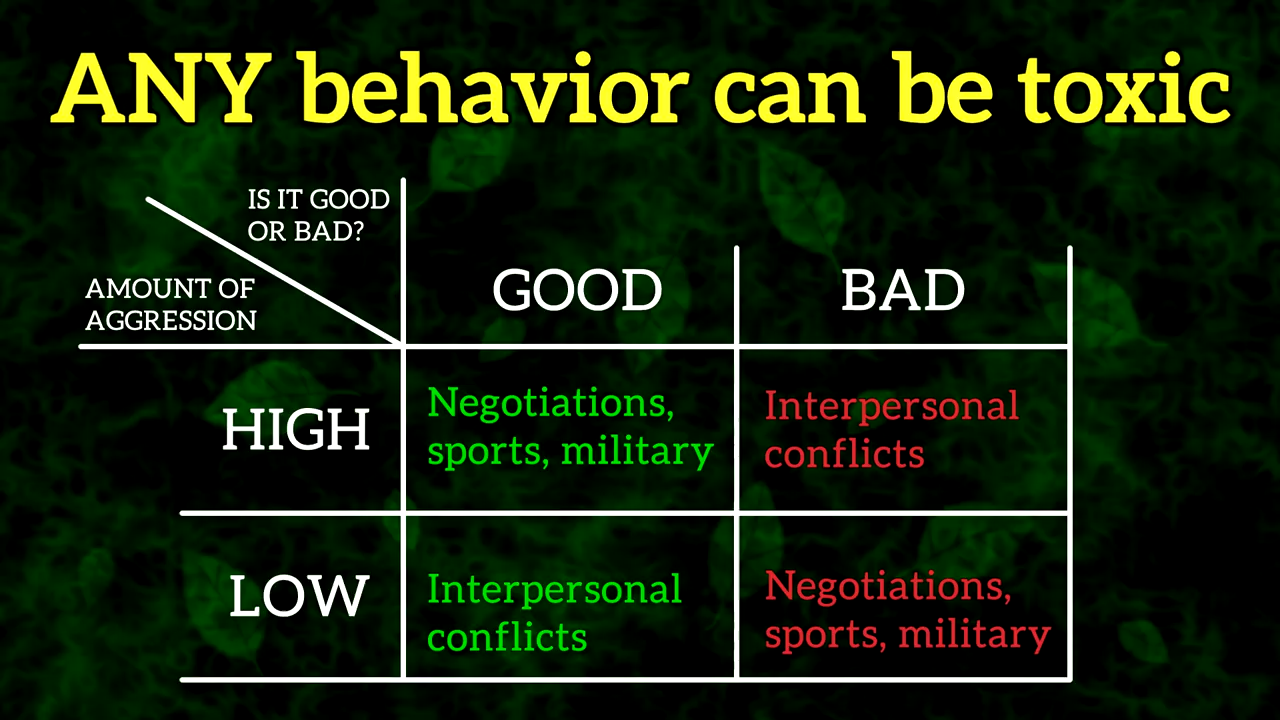 ANY behavior can be toxic
IS IT GOOD
OR BAD?
AMOUNT OF
AGGRESSION
GOOD
BAD
HIGH
Negotiations,
sports, military
Interpersonal
conflicts
LOW
Interpersonal
conflicts
Negotiations,
sports, military